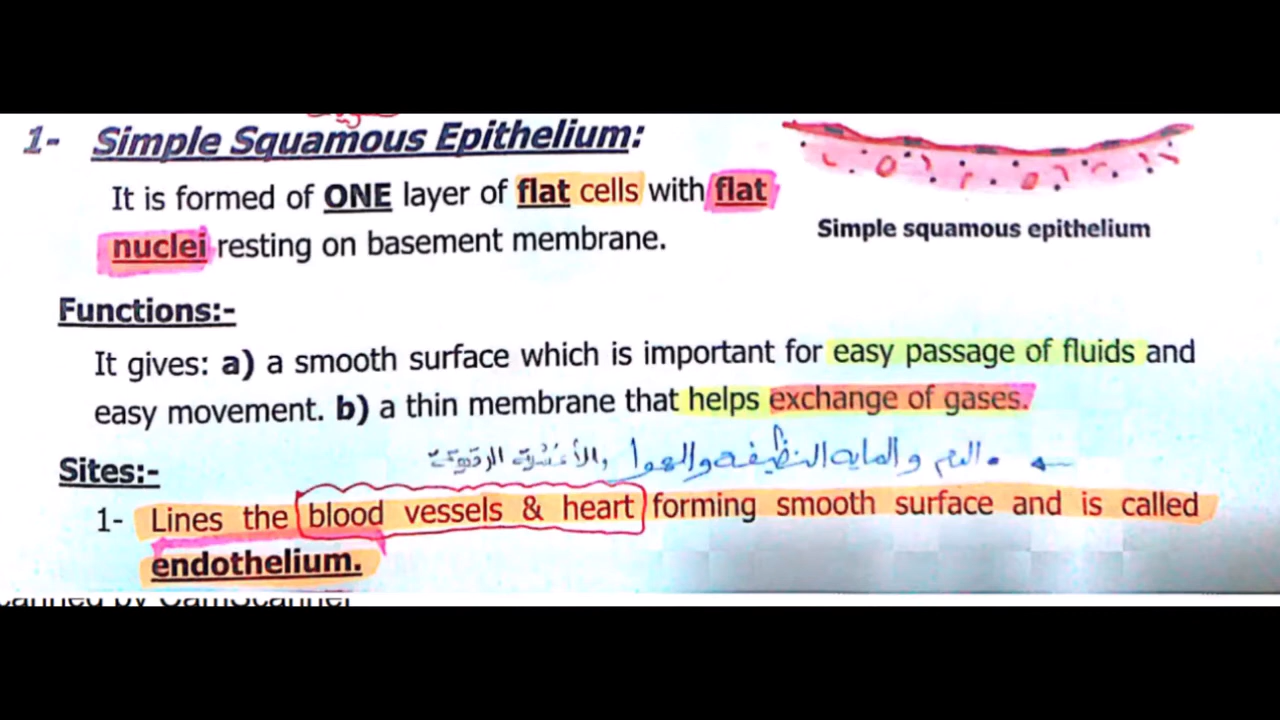 1- Simple Squamous Epithelium:
It is formed of ONE layer of flat cells with flat
nuclei resting on basement membrane.
Simple squamous epithelium
Functions:-
It gives: a) a smooth surface which is important for easy passage of fluids and
easy movement. b) a thin membrane that helps exchange of gases.
الدم والمايه النظيفه والهوا والأغشية الرقيقة
Sites:-
1- Lines the blood vessels & heart forming smooth surface and is called
endothelium.